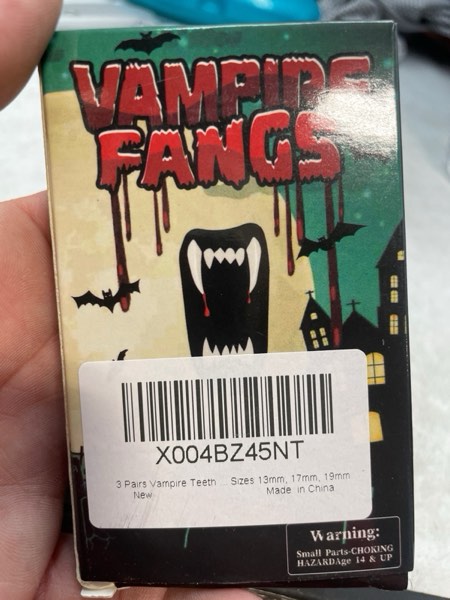 VAMPIRE
FANGS
X004BZ45NT
3 Pairs Vampire Teeth ... Sizes 13mm, 17mm, 19mm
New
Made in China
Warning:
Small Parts-CHOKING
HAZARDAge 14 & UP